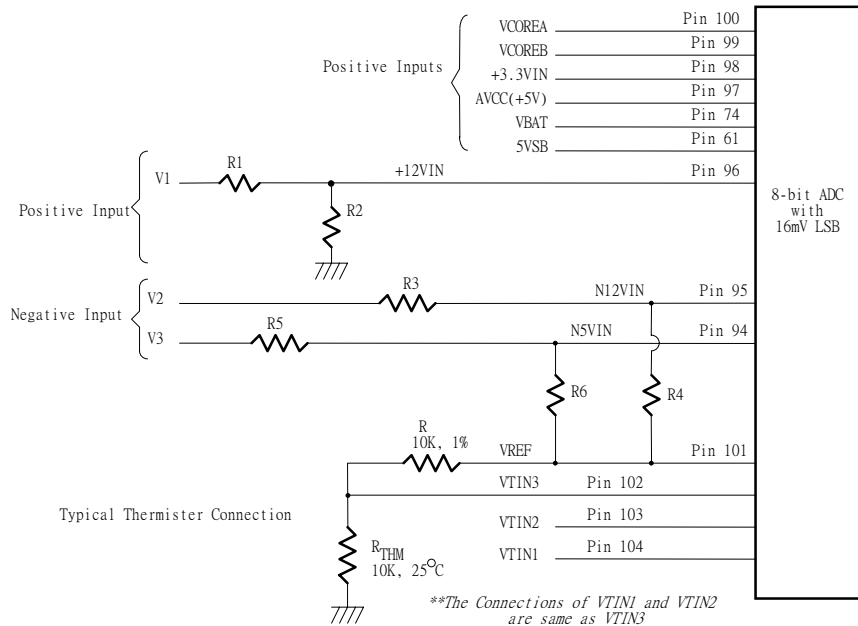 VCOREA Pin 100
VCOREB Pin 99
Positive Inputs
+3.3VIN Pin 98
AVCC(+5V) Pin 97
VBAT Pin 74
5VSB Pin 61
R1
V1 +12VIN Pin 96
8-bit ADC
with
16mV LSB
Positive Input
R2
R3
V2 N12VIN Pin 95
Negative Input
R5
V3 N5VIN Pin 94
R6 R4
R
10K, 1%
VREF Pin 101
VTIN3 Pin 102
Typical Thermister Connection
VTIN2 Pin 103
RTHM
10K, 25°C
VTIN1 Pin 104
**The Connections of VTIN1 and VTIN2
are same as VTIN3